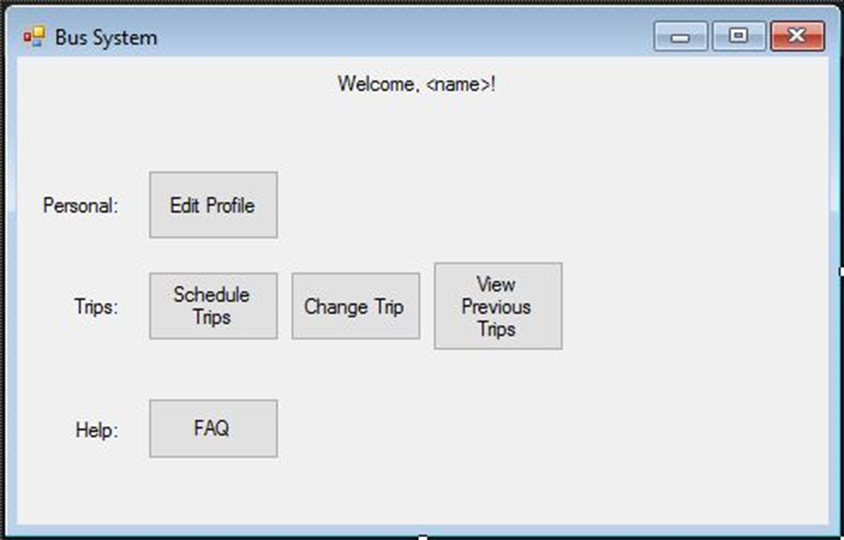 Bus System
Welcome, <name>!
Personal:
Edit Profile
Trips:
Schedule
Trips
Change Trip
View
Previous
Trips
Help:
FAQ